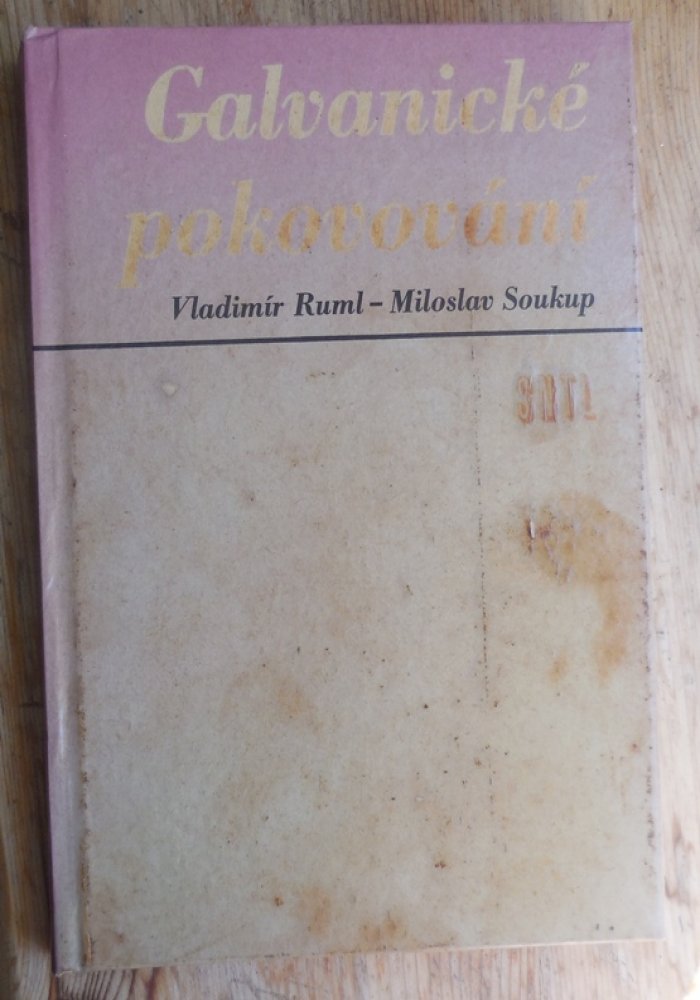 Galvanické
pokovování
Vladimír Ruml – Miloslav Soukup
SNTL